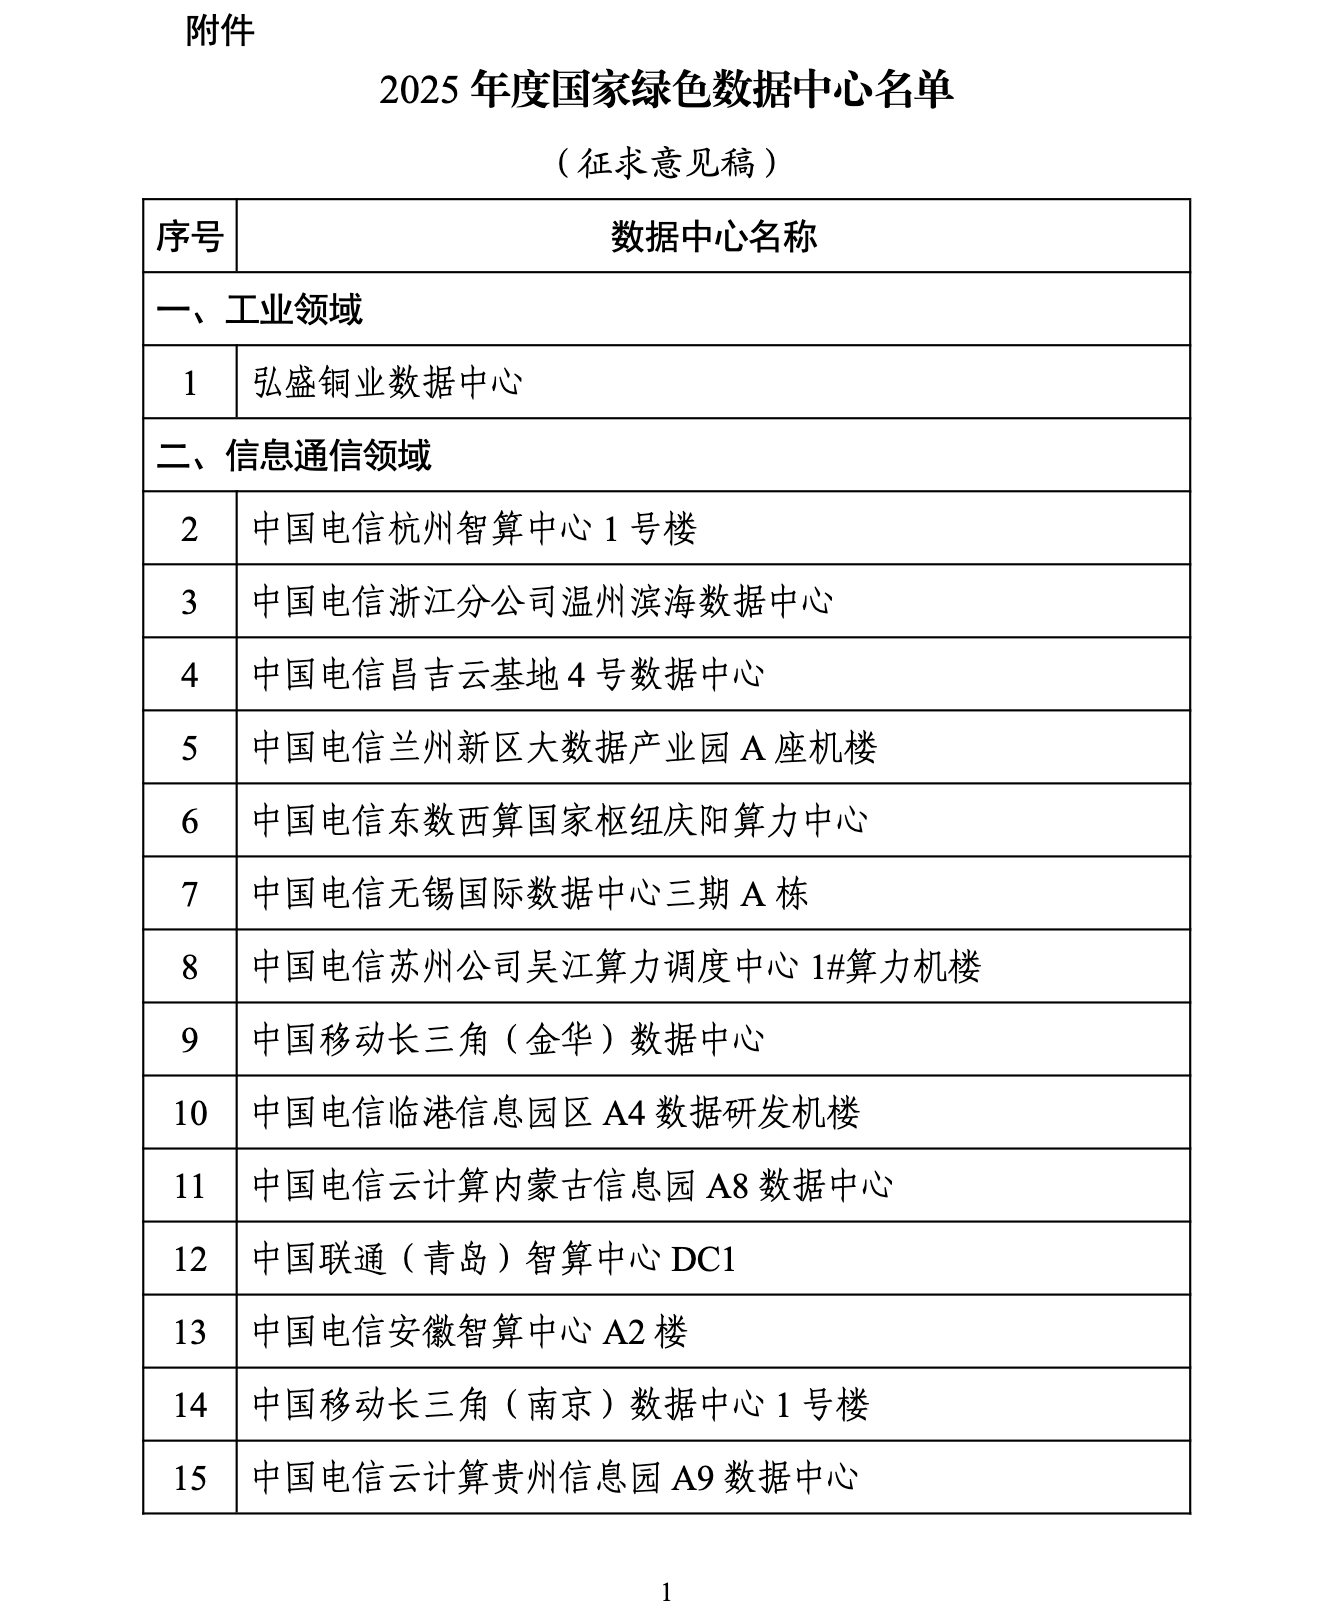 附件
2025 年度国家绿色数据中心名单
（征求意见稿）
序号 数据中心名称
一、工业领域
1 弘盛铜业数据中心
二、信息通信领域
2 中国电信杭州智算中心 1 号楼
3 中国电信浙江分公司温州滨海数据中心
4 中国电信昌吉云基地 4 号数据中心
5 中国电信兰州新区大数据产业园 A 座机楼
6 中国电信东数西算国家枢纽庆阳算力中心
7 中国电信无锡国际数据中心三期 A 栋
8 中国电信苏州公司吴江算力调度中心 1#算力机楼
9 中国移动长三角（金华）数据中心
10 中国电信临港信息园区 A4 数据研发机楼
11 中国电信云计算内蒙古信息园 A8 数据中心
12 中国联通（青岛）智算中心 DC1
13 中国电信安徽智算中心 A2 楼
14 中国移动长三角（南京）数据中心 1 号楼
15 中国电信云计算贵州信息园 A9 数据中心
1